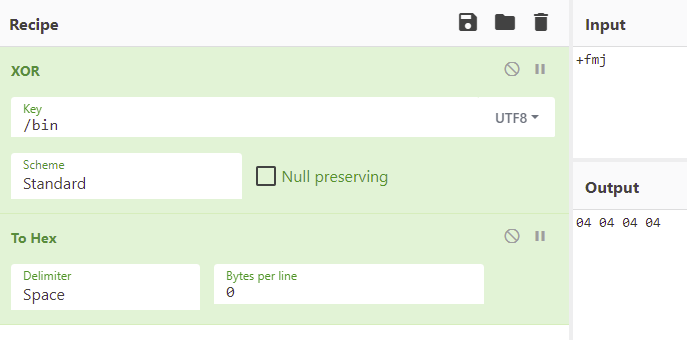 Recipe
XOR
Key
/bin
UTF8
Scheme
Standard
Null preserving
To Hex
Delimiter
Space
Bytes per line
0
Input
+fmj
Output
04 04 04 04